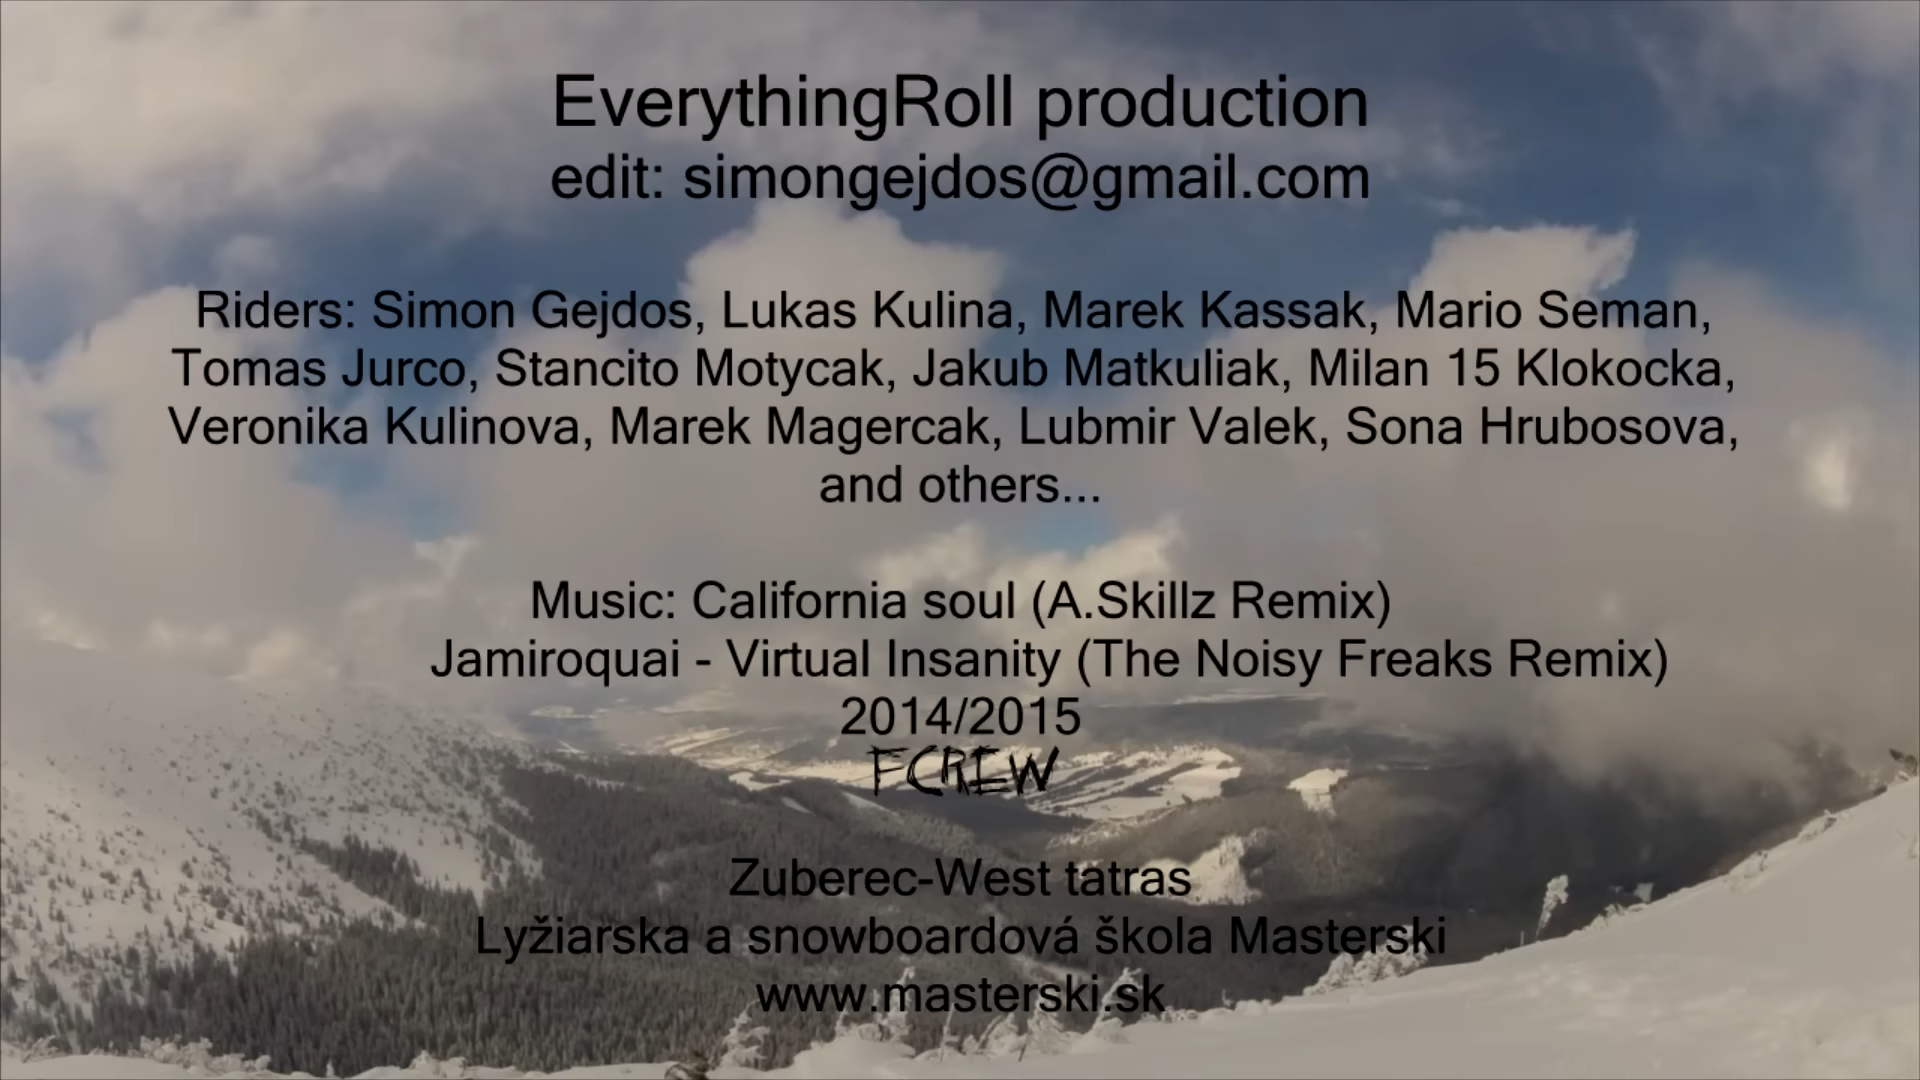 EverythingRoll production
edit: simongejdos@gmail.com
Riders: Simon Gejdos, Lukas Kulina, Marek Kassak, Mario Seman,
Tomas Jurco, Stancito Motycak, Jakub Matkuliak, Milan 15 Klokocka,
Veronika Kulinova, Marek Magercak, Lubmir Valek, Sona Hrubosova,
and others...
Music: California soul (A.Skillz Remix)
Jamiroquai - Virtual Insanity (The Noisy Freaks Remix)
2014/2015
FCREW
Zuberec-West tatras
Lyžiarska a snowboardová škola Masterski
www.masterski.sk